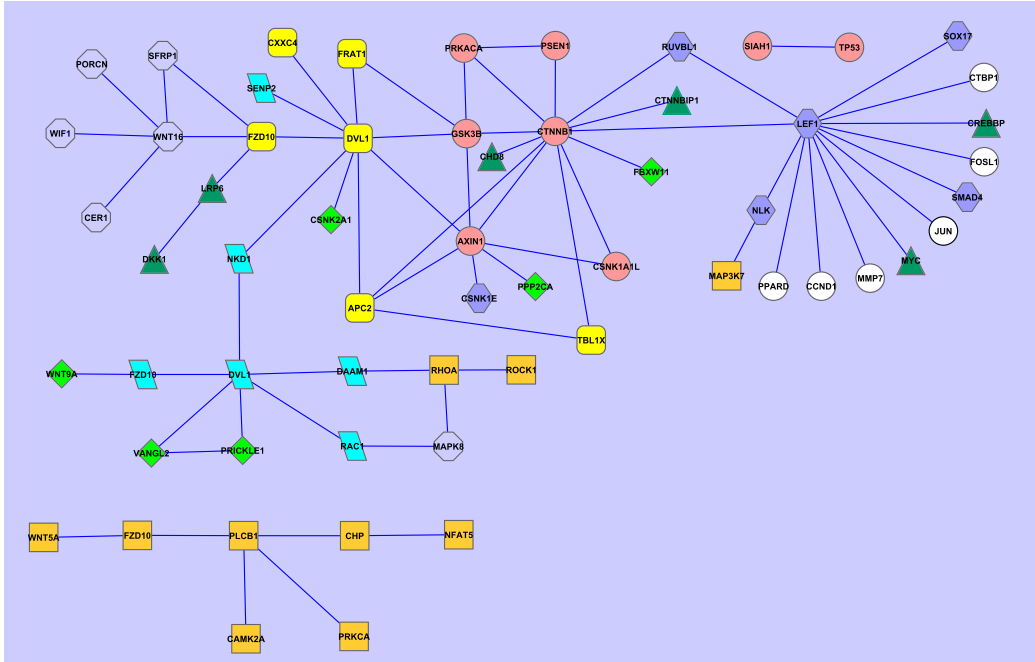 CXXC4
SOX17
FRAT1
PRKACA
PSEN1
RUVBL1
SIAH1
TP53
SFRP1
PORCN
CTBP1
SENP2
CTNNBIP1
WIF1
WNT16
FZD10
DVL1
GSK3B
CTNNB1
LEF1
CREBBP
CHD8
FOSL1
FBXW11
LRP6
SMAD4
CER1
CSNK2A1
NLK
JUN
AXIN1
DKK1
NKD1
CSNK1A1L
MYC
MAP3K7
MMP7
PPARD
CCND1
PPP2CA
CSNK1E
APC2
TBL1X
WNT9A
FZD10
DVL1
DAAM1
RHOA
ROCK1
VANGL2
PRICKLE1
RAC1
MAPK8
WNT5A
FZD10
PLCB1
CHP
NFAT5
CAMK2A
PRKCA